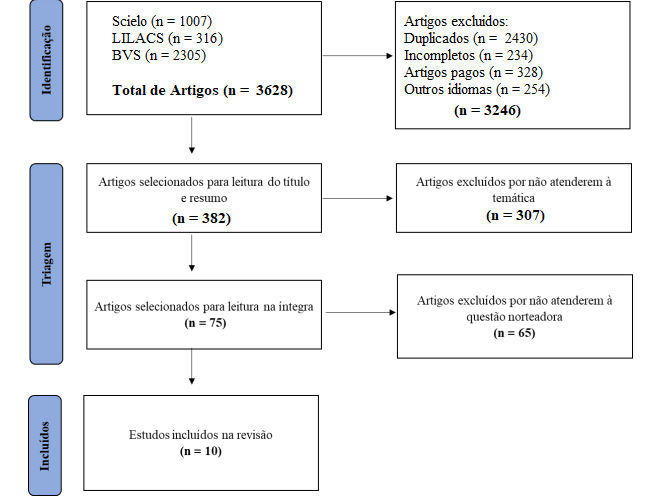 Identificação
Scielo (n = 1007)
LILACS (n = 316)
BVS (n = 2305)
Total de Artigos (n = 3628)
Artigos excluidos:
Duplicados (n = 2430)
Incompletos (n = 234)
Artigos pagos (n = 328)
Outros idiomas (n = 254)
(n = 3246)
Triagem
Artigos selecionados para leitura do título
e resumo
(n = 382)
Artigos excluídos por não atenderem à
temática
(n = 307)
Artigos selecionados para leitura na íntegra
(n = 75)
Artigos excluídos por não atenderem à
questão norteadora
(n = 65)
Incluídos
Estudos incluídos na revisão
(n = 10)